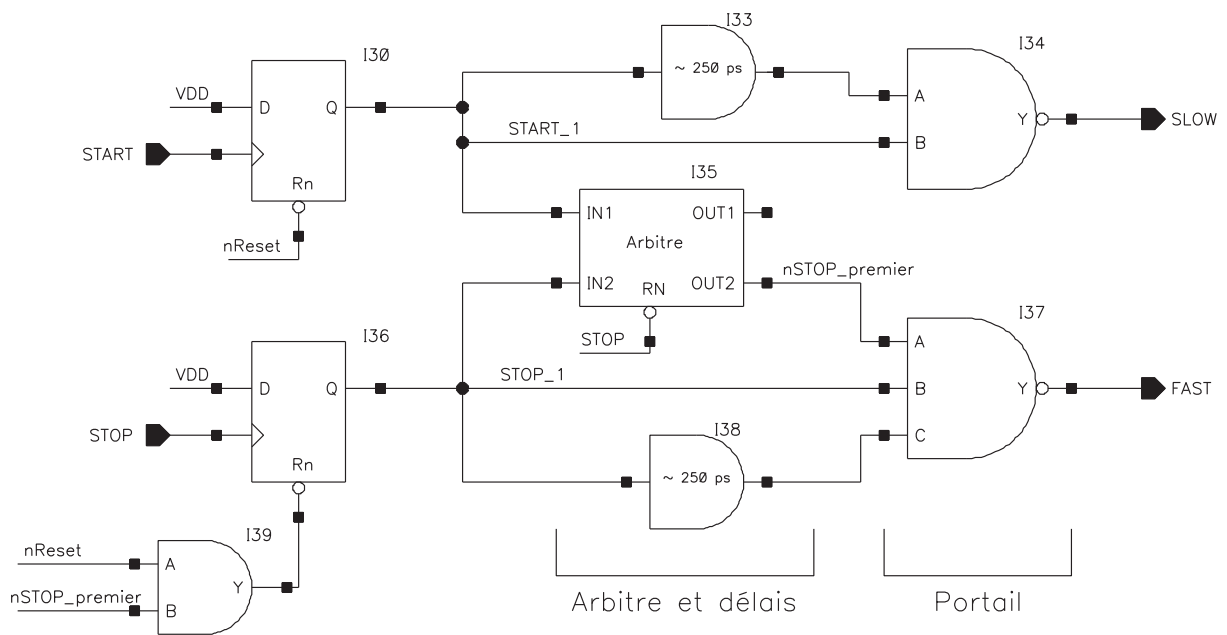 I33
I30
I34
VDD
D
Q
~ 250 ps
A
START_1
Y
SLOW
START
B
I35
Rn
IN1
OUT1
nReset
Arbitre
nSTOP_premier
IN2
OUT2
RN
I37
I36
STOP
A
VDD
D
Q
STOP_1
B
Y
FAST
STOP
I38
C
Rn
~ 250 ps
I39
nReset
A
Y
nSTOP_premier
B
Arbitre et délais
Portail